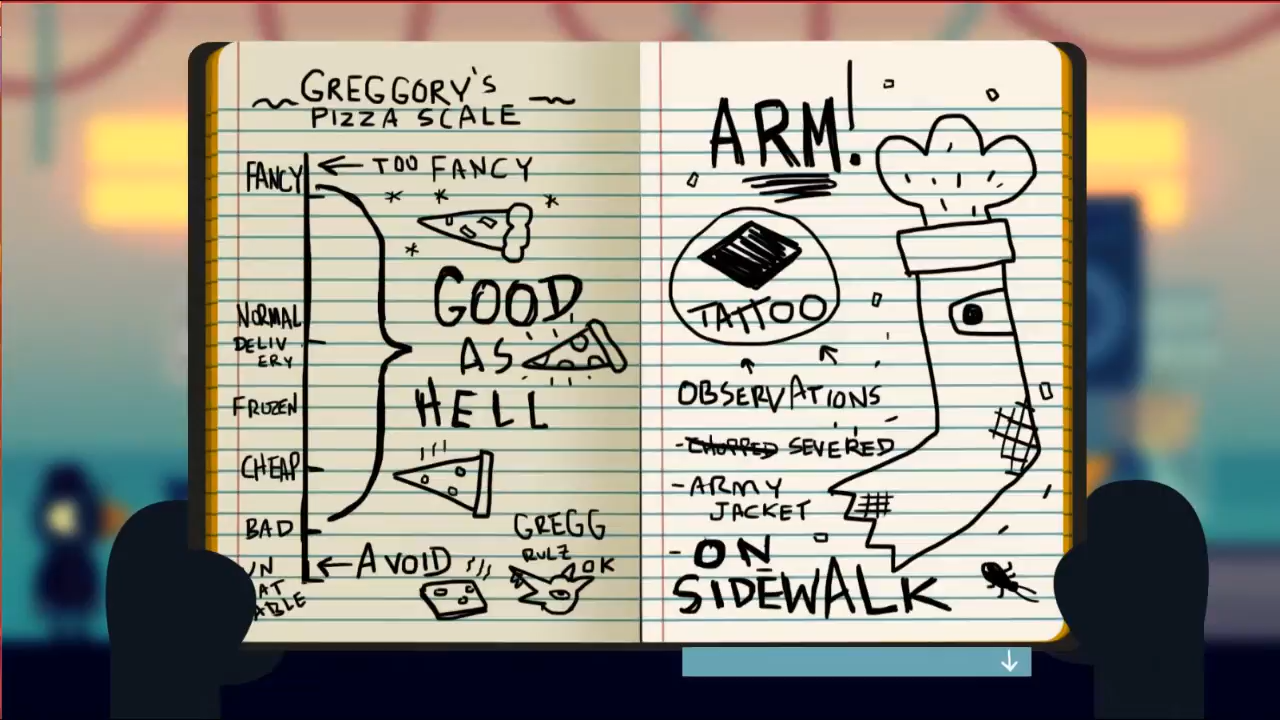 GREGGORY'S
PIZZA SCALE
FANCY
TOO FANCY
GOOD
AS
HELL
NORMAL
DELIV
ERY
FROZEN
CHEAP
BAD
AVOID
GREGG
RULZ
OK
ARM!
TATTOO
OBSERVATIONS
-CHOPPED SEVERED
-ARMY
JACKET
-ON
SIDEWALK